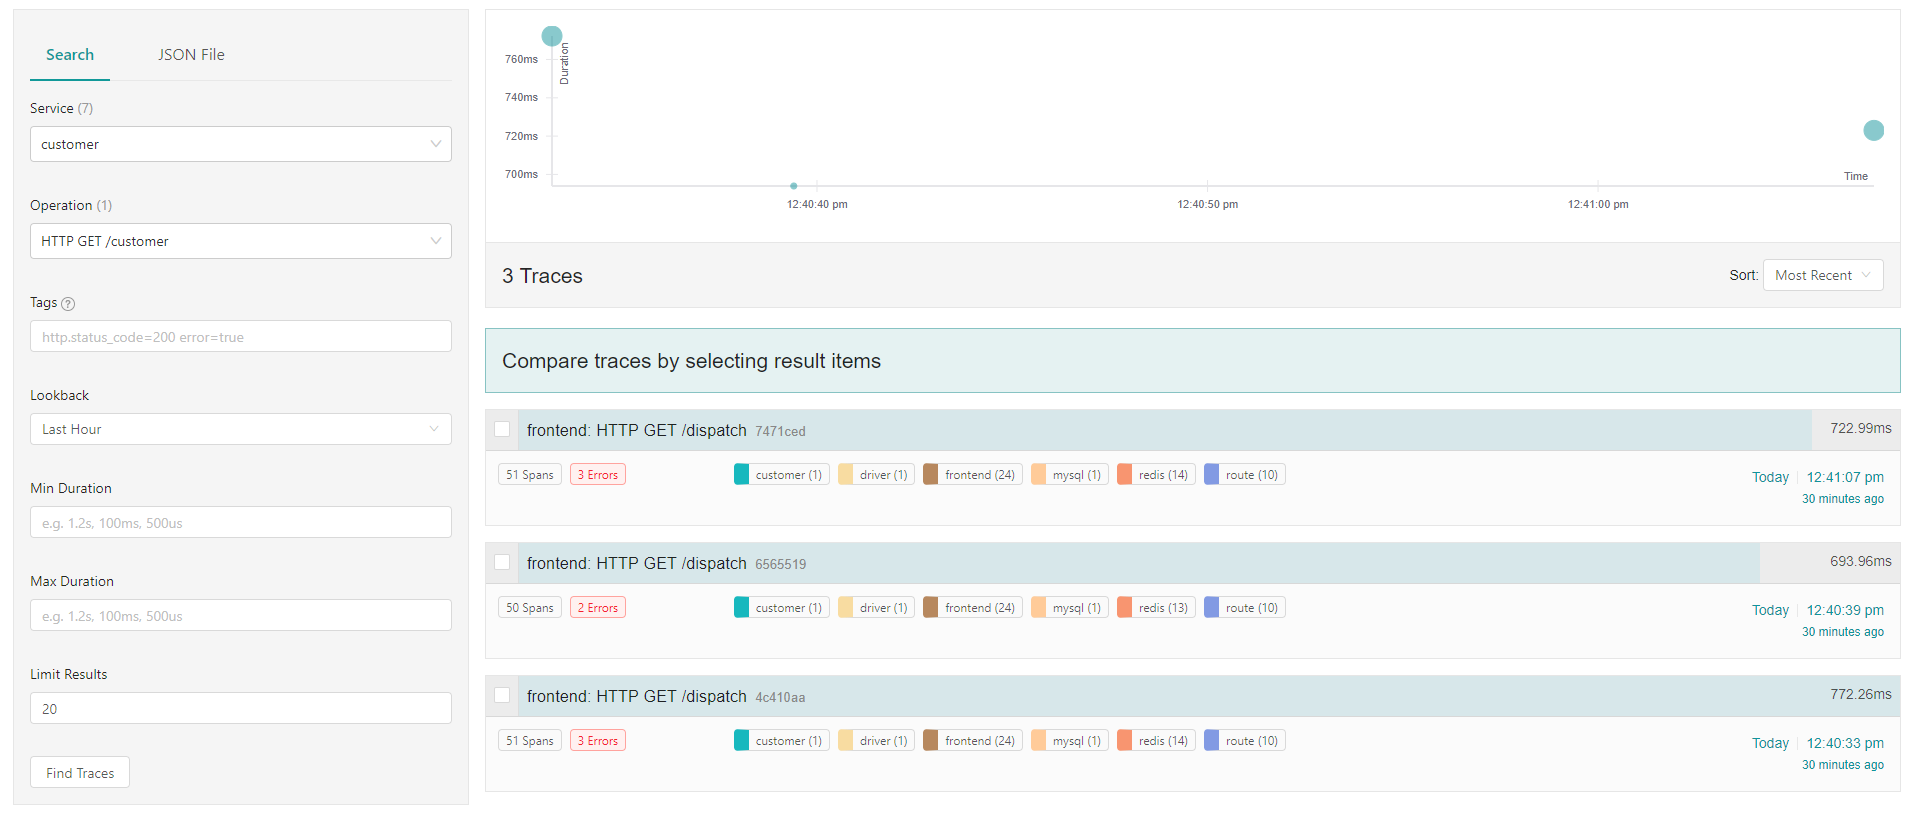 Search
JSON File
Service (7)
customer
Operation (1)
HTTP GET /customer
Tags ?
http.status_code=200 error=true
Lookback
Last Hour
Min Duration
e.g. 1.2s, 100ms, 500us
Max Duration
e.g. 1.2s, 100ms, 500us
Limit Results
20
Find Traces
Duration
760ms
740ms
720ms
700ms
Time
12:40:40 pm
12:40:50 pm
12:41:00 pm
3 Traces
Sort: Most Recent
Compare traces by selecting result items
frontend: HTTP GET /dispatch 7471ced 722.99ms
51 Spans 3 Errors customer (1) driver (1) frontend (24) mysql (1) redis (14) route (10) Today 12:41:07 pm
30 minutes ago
frontend: HTTP GET /dispatch 6565519 693.96ms
50 Spans 2 Errors customer (1) driver (1) frontend (24) mysql (1) redis (13) route (10) Today 12:40:39 pm
30 minutes ago
frontend: HTTP GET /dispatch 4c410aa 772.26ms
51 Spans 3 Errors customer (1) driver (1) frontend (24) mysql (1) redis (14) route (10) Today 12:40:33 pm
30 minutes ago